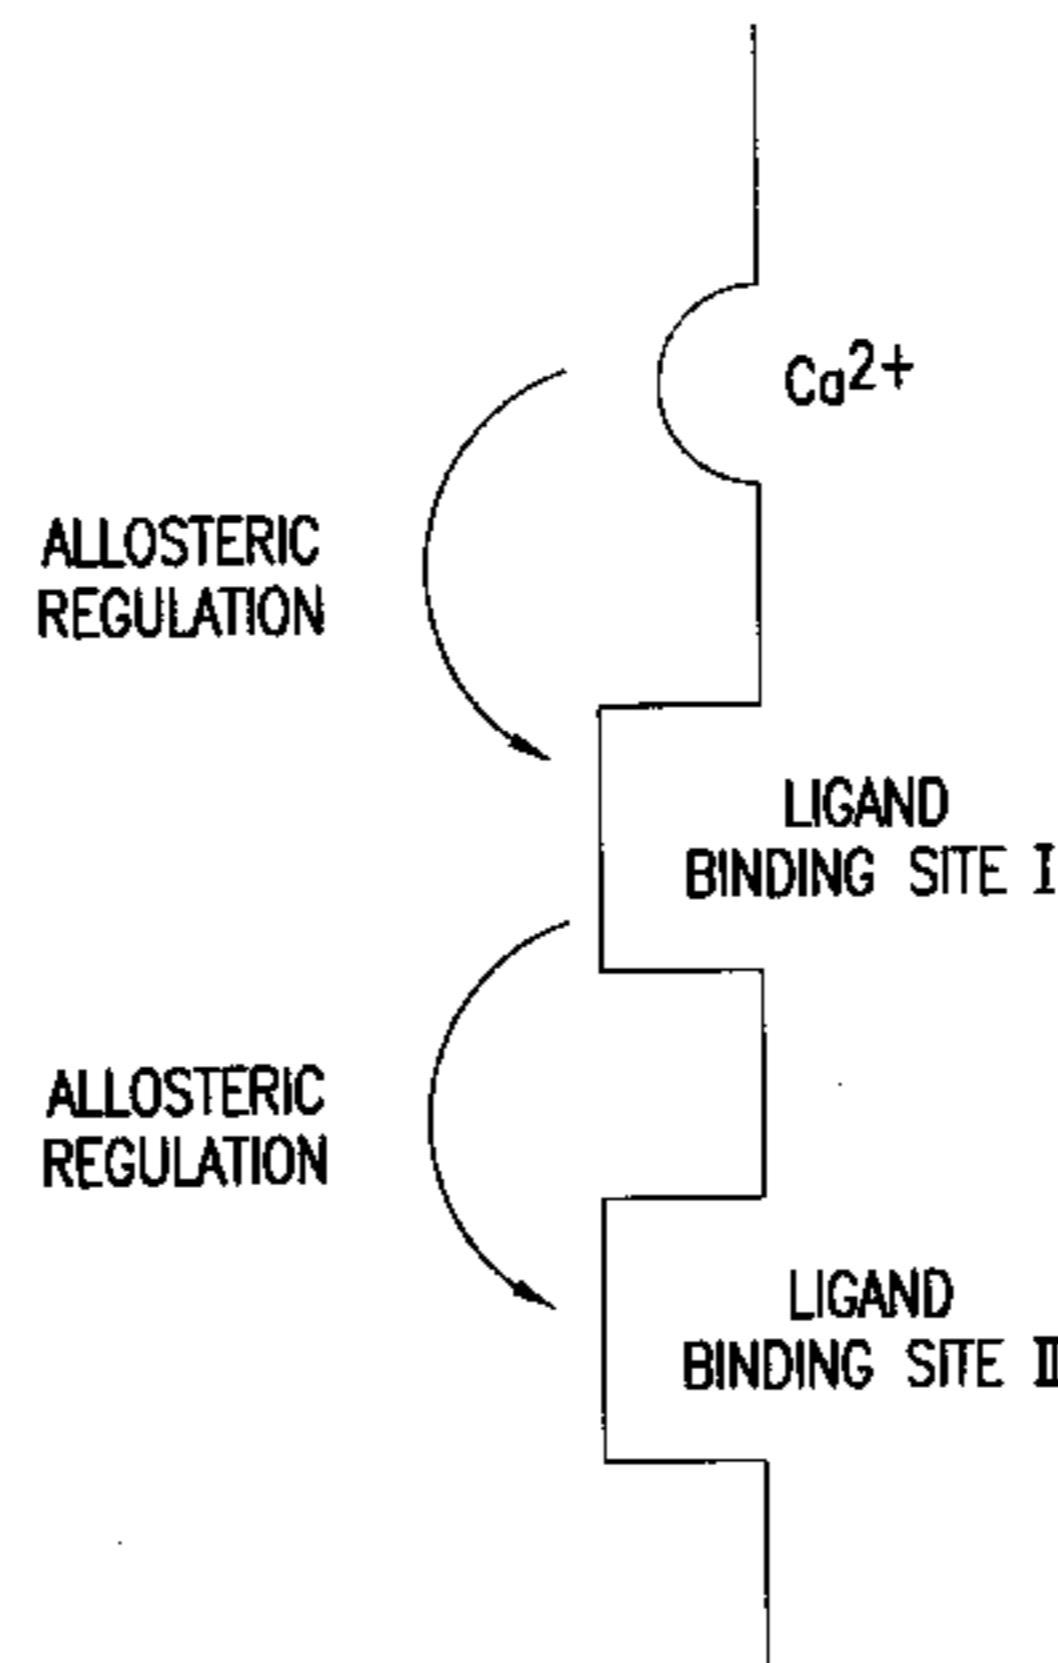 Ca2+
ALLOSTERIC
REGULATION
LIGAND
BINDING SITE I
ALLOSTERIC
REGULATION
LIGAND
BINDING SITE II